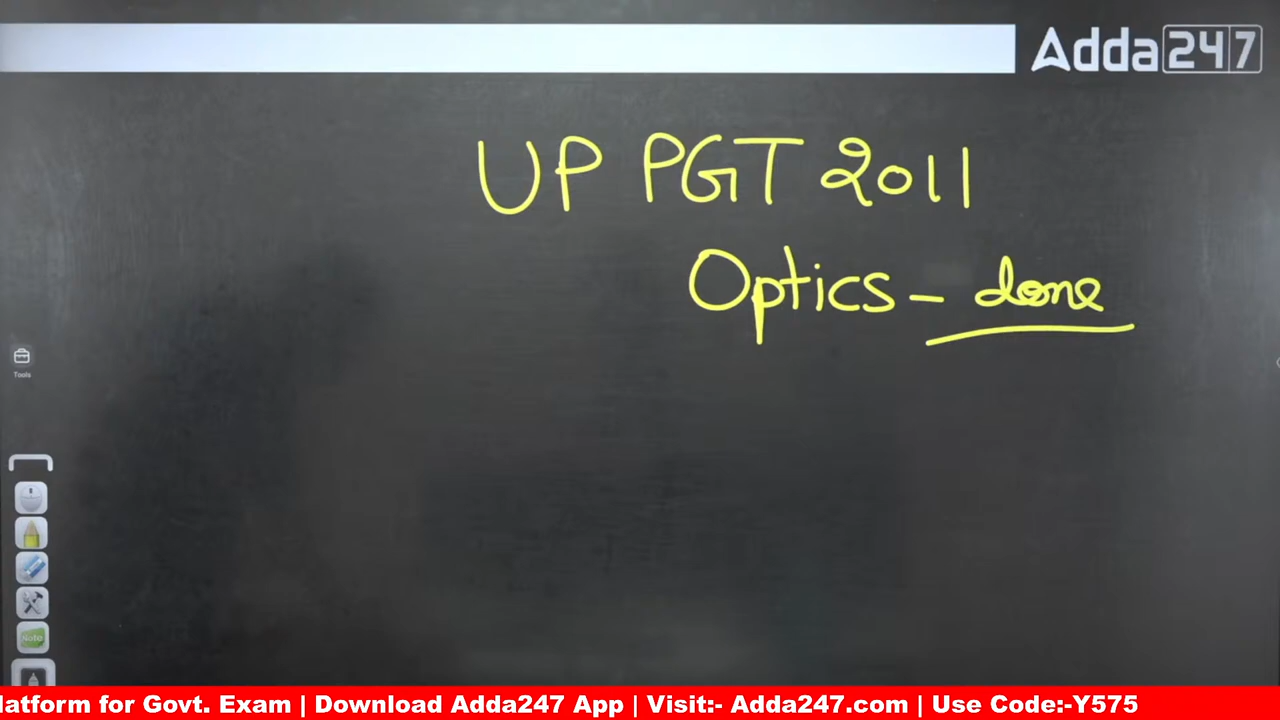 Adda247
UP PGT 2011
Optics - done
Tools
Note
latform for Govt. Exam | Download Adda247 App | Visit:- Adda247.com | Use Code:-Y575